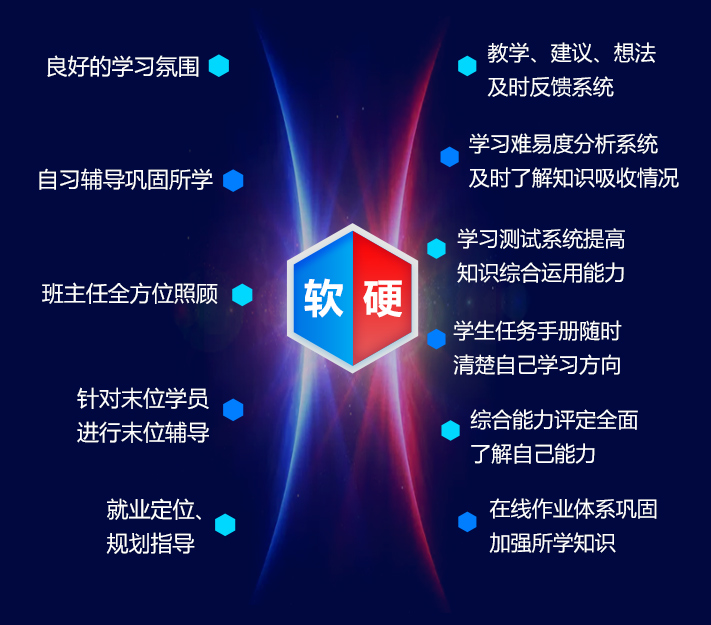 良好的学习氛围
自习辅导巩固所学
班主任全方位照顾
针对末位学员
进行末位辅导
就业定位、
规划指导
软 硬
教学、建议、想法
及时反馈系统
学习难易度分析系统
及时了解知识吸收情况
学习测试系统提高
知识综合运用能力
学生任务手册随时
清楚自己学习方向
综合能力评定全面
了解自己能力
在线作业体系巩固
加强所学知识